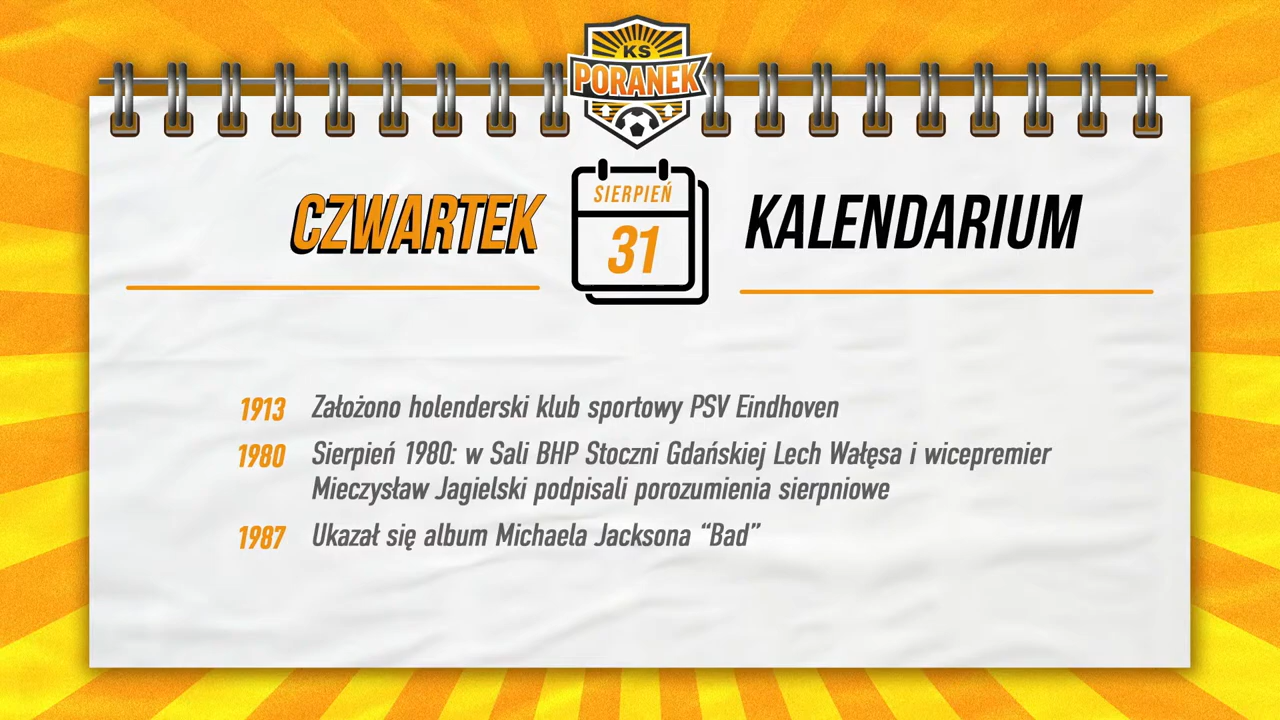 KS
PORANEK
CZWARTEK
SIERPIEŃ
31
KALENDARIUM
1913 Założono holenderski klub sportowy PSV Eindhoven
1980 Sierpień 1980: w Sali BHP Stoczni Gdańskiej Lech Wałęsa i wicepremier
Mieczysław Jagielski podpisali porozumienia sierpniowe
1987 Ukazał się album Michaela Jacksona “Bad”